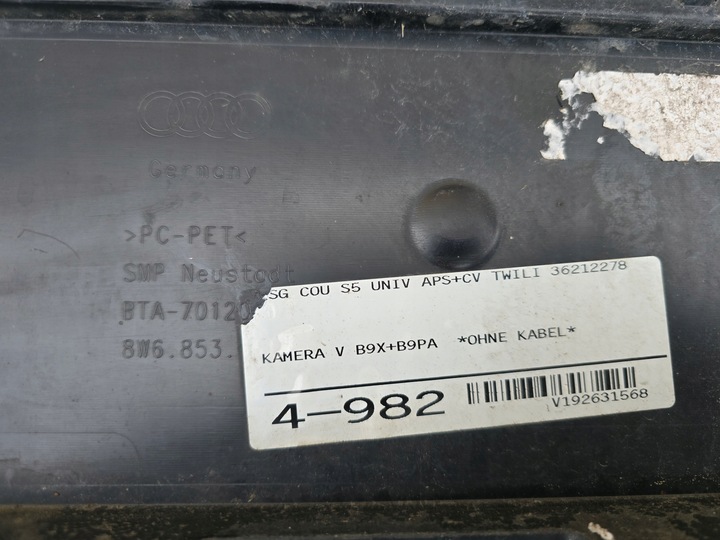 Germany
>PC-PET<
SMP Neustadt
BTA-7012
8W6.853.
SG COU S5 UNIV APS+CV TWILI 36212278
KAMERA V B9X+B9PA *OHNE KABEL*
4-982
V192631568